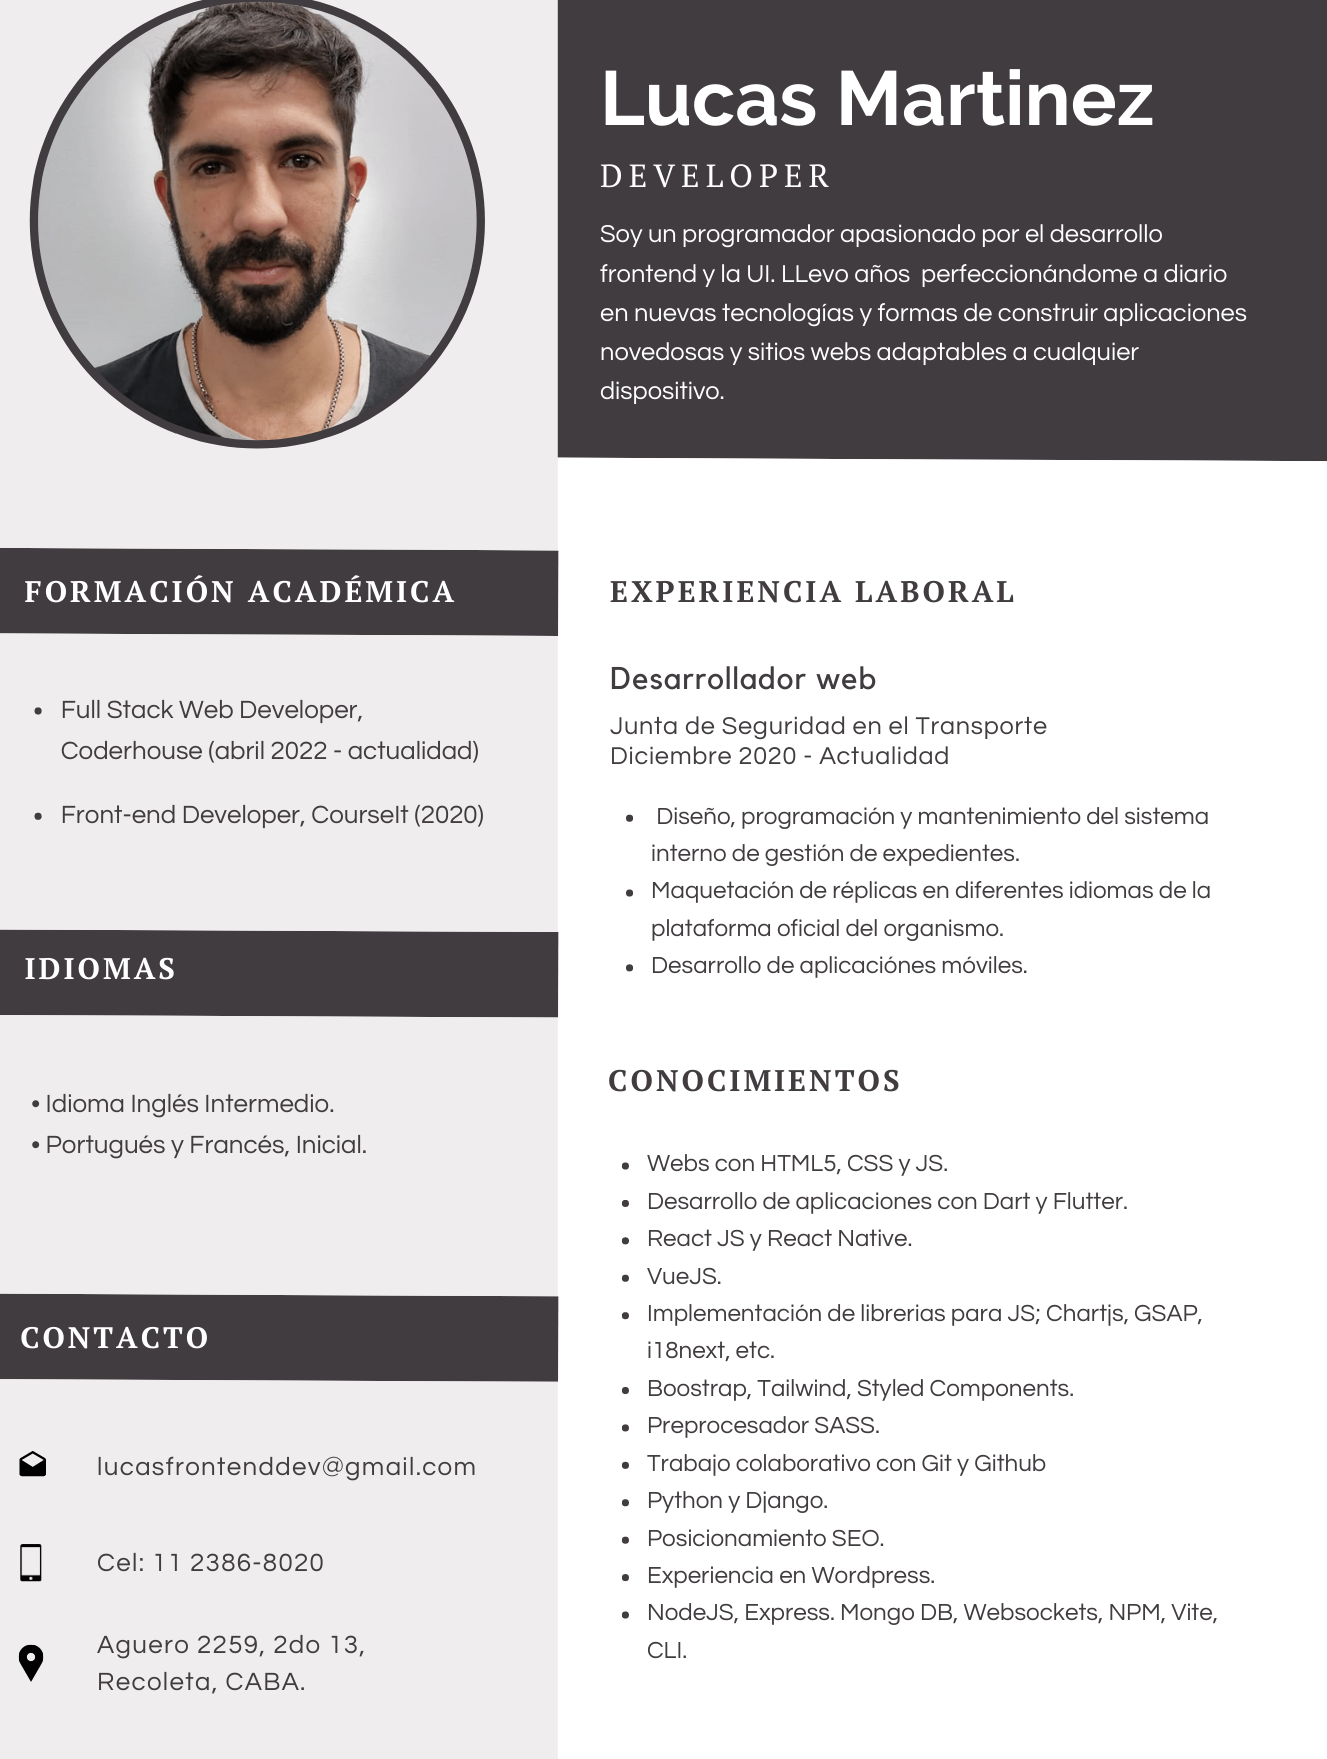 Lucas Martinez
DEVELOPER
Soy un programador apasionado por el desarrollo
frontend y la UI. LLevo años  perfeccionándome a diario
en nuevas tecnologías y formas de construir aplicaciones
novedosas y sitios webs adaptables a cualquier
dispositivo.
FORMACIÓN ACADÉMICA
• Full Stack Web Developer,
Coderhouse (abril 2022 - actualidad)
• Front-end Developer, CourseIt (2020)
IDIOMAS
• Idioma Inglés Intermedio.
• Portugués y Francés, Inicial.
CONTACTO
lucasfrontenddev@gmail.com
Cel: 11 2386-8020
Aguero 2259, 2do 13,
Recoleta, CABA.
EXPERIENCIA LABORAL
Desarrollador web
Junta de Seguridad en el Transporte
Diciembre 2020 - Actualidad
• Diseño, programación y mantenimiento del sistema
interno de gestión de expedientes.
• Maquetación de réplicas en diferentes idiomas de la
plataforma oficial del organismo.
• Desarrollo de aplicaciónes móviles.
CONOCIMIENTOS
• Webs con HTML5, CSS y JS.
• Desarrollo de aplicaciones con Dart y Flutter.
• React JS y React Native.
• VueJS.
• Implementación de librerias para JS; Chartjs, GSAP,
i18next, etc.
• Boostrap, Tailwind, Styled Components.
• Preprocesador SASS.
• Trabajo colaborativo con Git y Github
• Python y Django.
• Posicionamiento SEO.
• Experiencia en Wordpress.
• NodeJS, Express. Mongo DB, Websockets, NPM, Vite,
CLI.